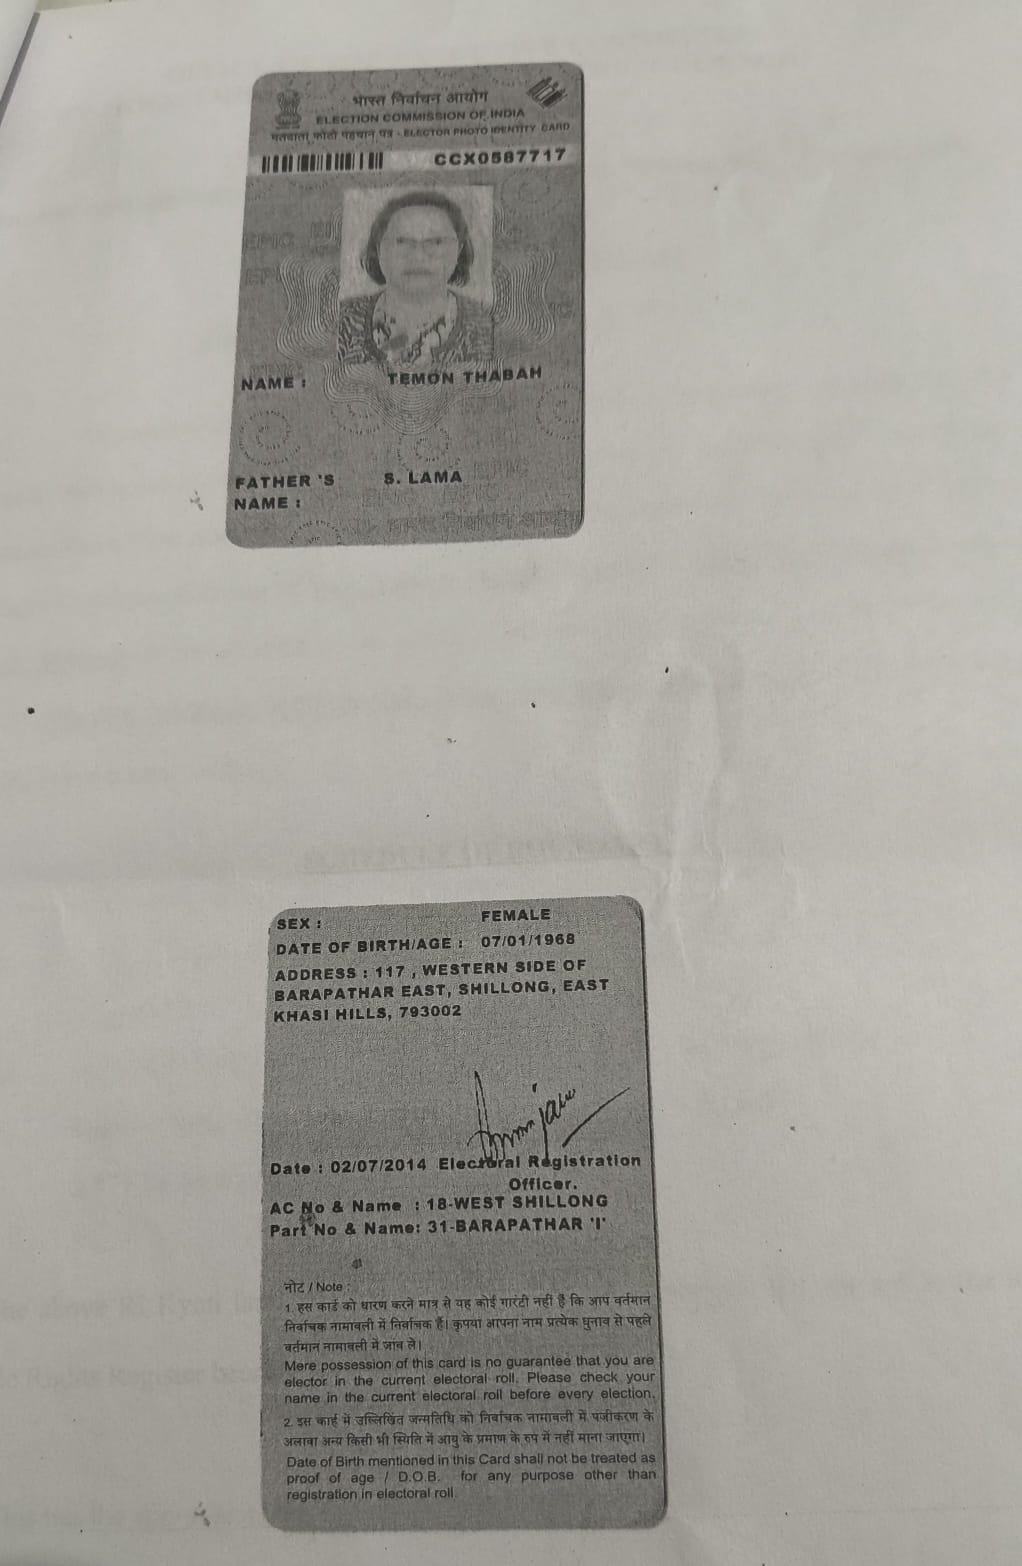 भारत निर्वाचन आयोग
ELECTION COMMISSION OF INDIA
मतदाता फोटो पहचान पत्र - ELECTOR PHOTO IDENTITY CARD
CCX0587717
NAME : TEMON THABAH
FATHER 'S S. LAMA
NAME :
SEX : FEMALE
DATE OF BIRTH/AGE : 07/01/1968
ADDRESS : 117 , WESTERN SIDE OF
BARAPATHAR EAST, SHILLONG, EAST
KHASI HILLS, 793002
Date : 02/07/2014 Electoral Registration
Officer.
AC No & Name : 18-WEST SHILLONG
Part No & Name: 31-BARAPATHAR 'I'
नोट / Note :
1. इस कार्ड को धारण करने मात्र से यह कोई गारंटी नहीं है कि आप वर्तमान
निर्वाचक नामावली में निर्वाचक हैं। कृपया आपना नाम प्रत्येक चुनाव से पहले
वर्तमान नामावली में जांच लें।
Mere possession of this card is no guarantee that you are
elector in the current electoral roll. Please check your
name in the current electoral roll before every election.
2. इस कार्ड में उल्लिखित जन्मतिथि को निर्वाचक नामावली में पंजीकरण के
अलावा अन्य किसी भी स्थिति में आयु के प्रमाण के रुप में नहीं माना जाएगा।
Date of Birth mentioned in this Card shall not be treated as
proof of age / D.O.B. for any purpose other than
registration in electoral roll.